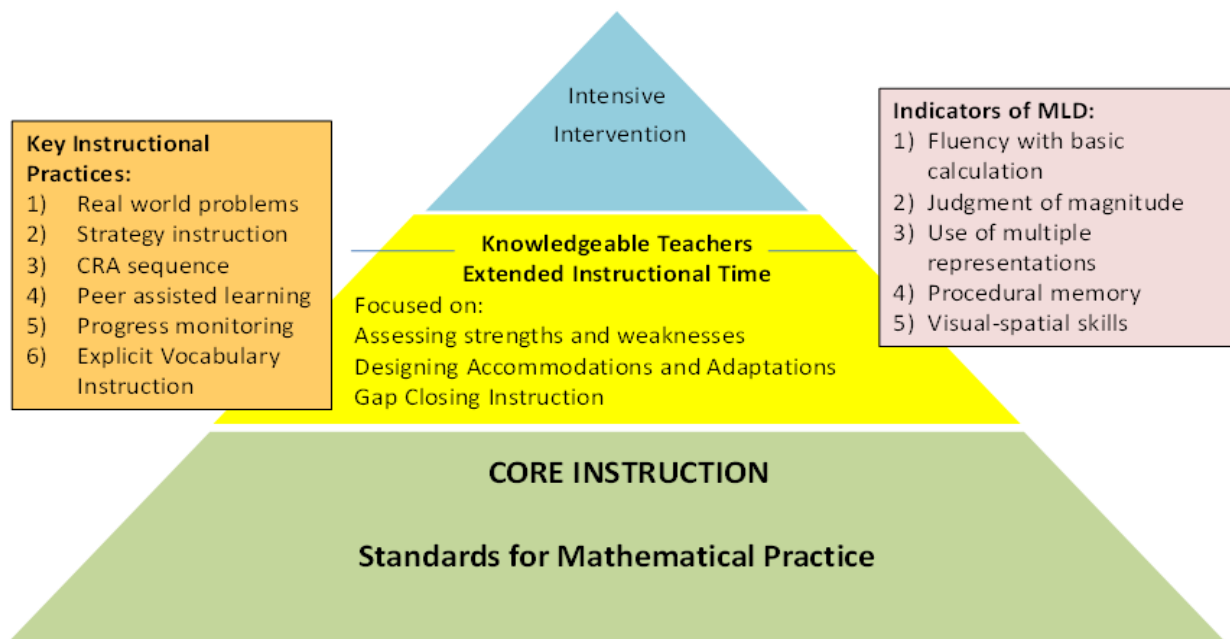 Intensive
Intervention
Key Instructional
Practices:
1) Real world problems
2) Strategy instruction
3) CRA sequence
4) Peer assisted learning
5) Progress monitoring
6) Explicit Vocabulary
Instruction
Knowledgeable Teachers
Extended Instructional Time
Focused on:
Assessing strengths and weaknesses
Designing Accommodations and Adaptations
Gap Closing Instruction
Indicators of MLD:
1) Fluency with basic
calculation
2) Judgment of magnitude
3) Use of multiple
representations
4) Procedural memory
5) Visual-spatial skills
CORE INSTRUCTION
Standards for Mathematical Practice